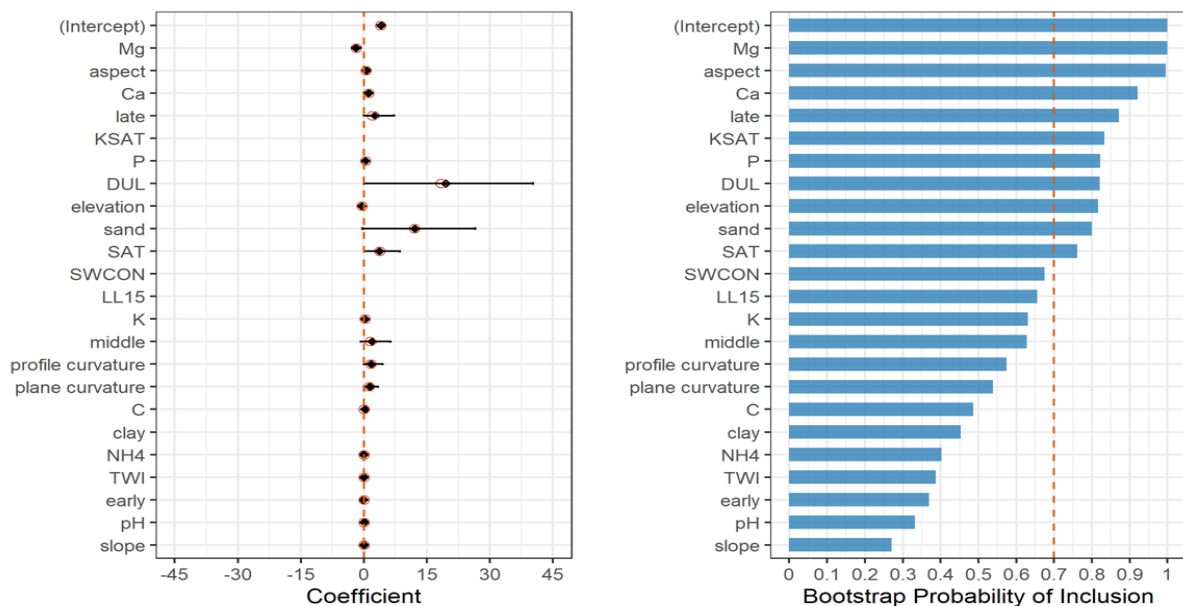 (Intercept)
Mg
aspect
Ca
late
KSAT
P
DUL
elevation
sand
SAT
SWCON
LL15
K
middle
profile curvature
plane curvature
C
clay
NH4
TWI
early
pH
slope
-45 -30 -15 0 15 30 45
Coefficient
(Intercept)
Mg
aspect
Ca
late
KSAT
P
DUL
elevation
sand
SAT
SWCON
LL15
K
middle
profile curvature
plane curvature
C
clay
NH4
TWI
early
pH
slope
0 0.1 0.2 0.3 0.4 0.5 0.6 0.7 0.8 0.9 1
Bootstrap Probability of Inclusion